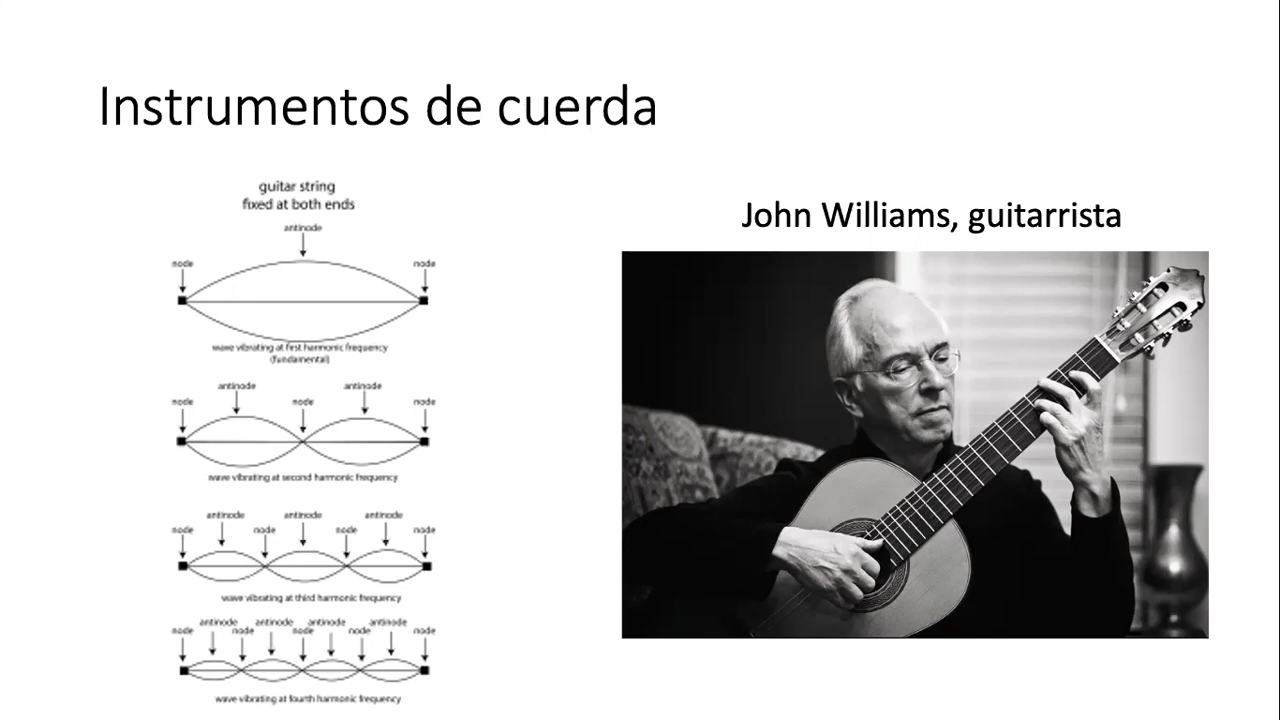 Instrumentos de cuerda
guitar string
fixed at both ends
antinode
node node
wave vibrating at first harmonic frequency
(fundamental)
antinode antinode
node node node
wave vibrating at second harmonic frequency
antinode antinode antinode
node node node node
wave vibrating at third harmonic frequency
antinode antinode antinode antinode
node node node node node
wave vibrating at fourth harmonic frequency
John Williams, guitarrista